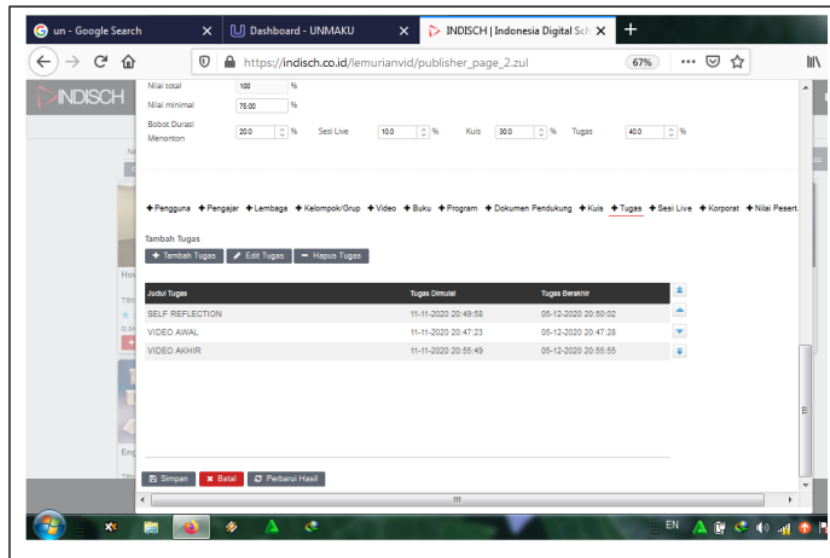 un - Google Search
Dashboard - UNMAKU
INDISCH | Indonesia Digital Sch
https://indisch.co.id/lemurianvid/publisher_page_2.zul
67%
INDISCH
Nilai total 100 %
Nilai minimal 75.00 %
Bobot Durasi Menonton 20.0 % Sesi Live 10.0 % Kuis 30.0 % Tugas 40.0 %
+ Pengguna + Pengajar + Lembaga + Kelompok/Grup + Video + Buku + Program + Dokumen Pendukung + Kuis + Tugas + Sesi Live + Korporat + Nilai Pesert
Tambah Tugas
+ Tambah Tugas Edit Tugas - Hapus Tugas
Judul Tugas Tugas Dimulai Tugas Berakhir
SELF REFLECTION 11-11-2020 20:49:58 05-12-2020 20:50:02
VIDEO AWAL 11-11-2020 20:47:23 05-12-2020 20:47:28
VIDEO AKHIR 11-11-2020 20:55:49 05-12-2020 20:55:55
Hov
Eng
Simpan Batal Perbarui Hasil
EN